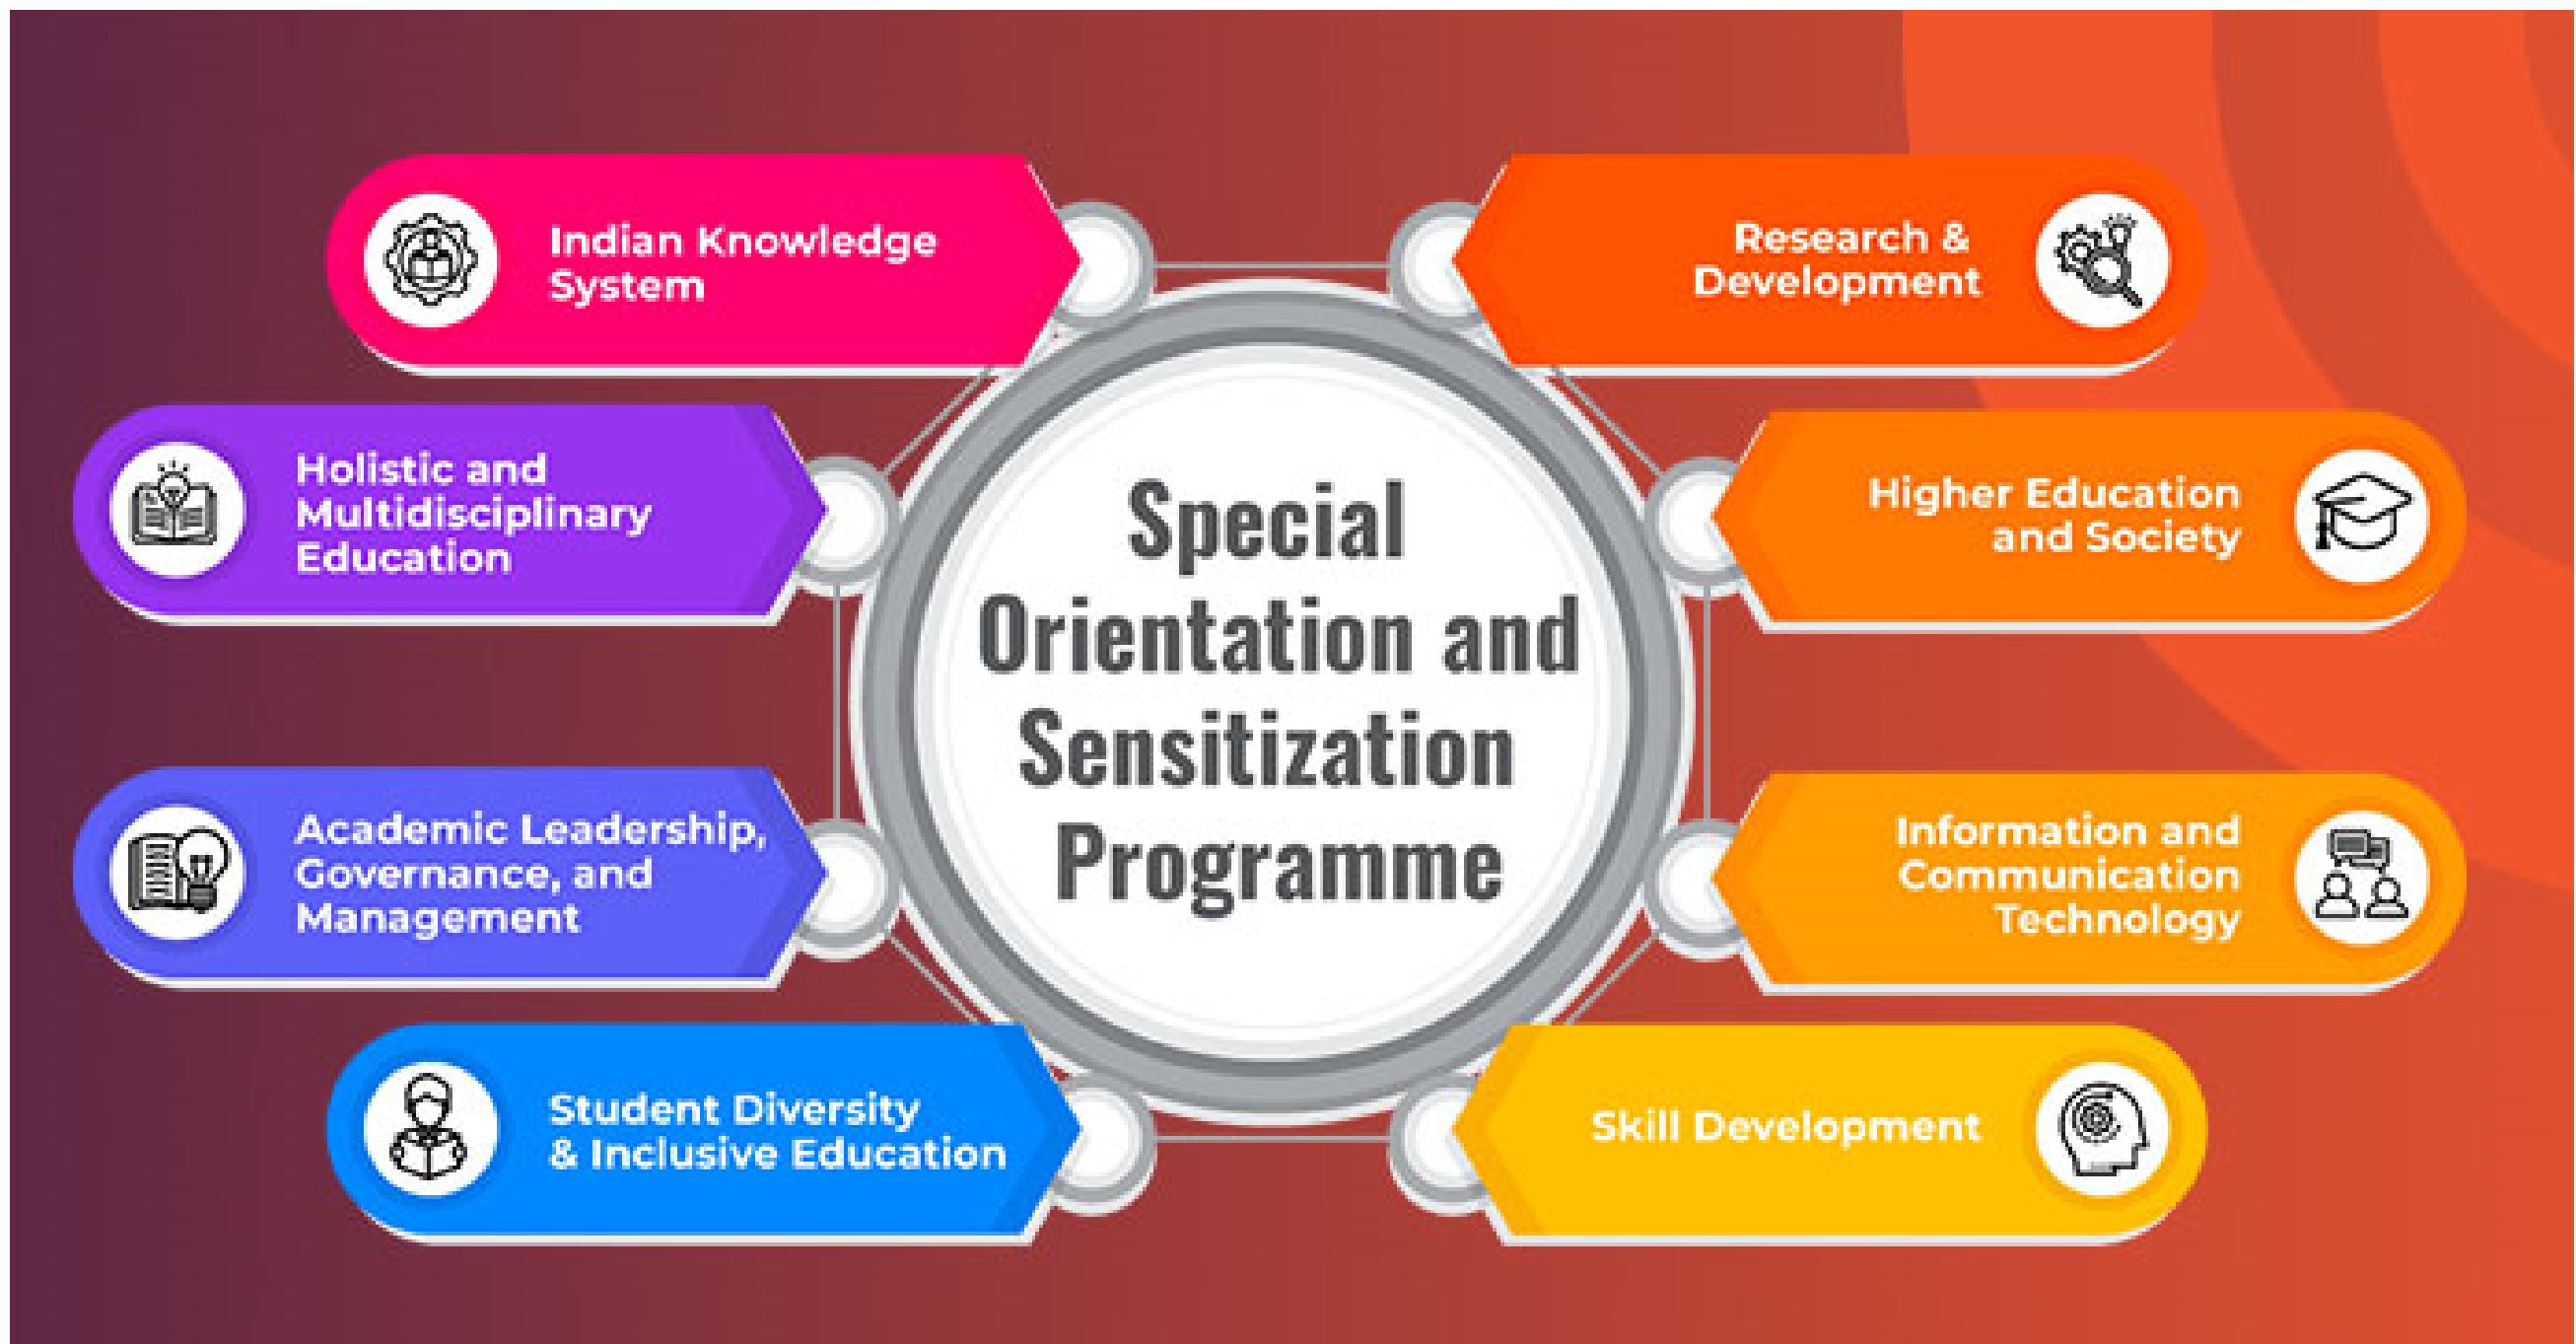 Indian Knowledge
System
Holistic and
Multidisciplinary
Education
Academic Leadership,
Governance, and
Management
Student Diversity
& Inclusive Education
Special
Orientation and
Sensitization
Programme
Research &
Development
Higher Education
and Society
Information and
Communication
Technology
Skill Development